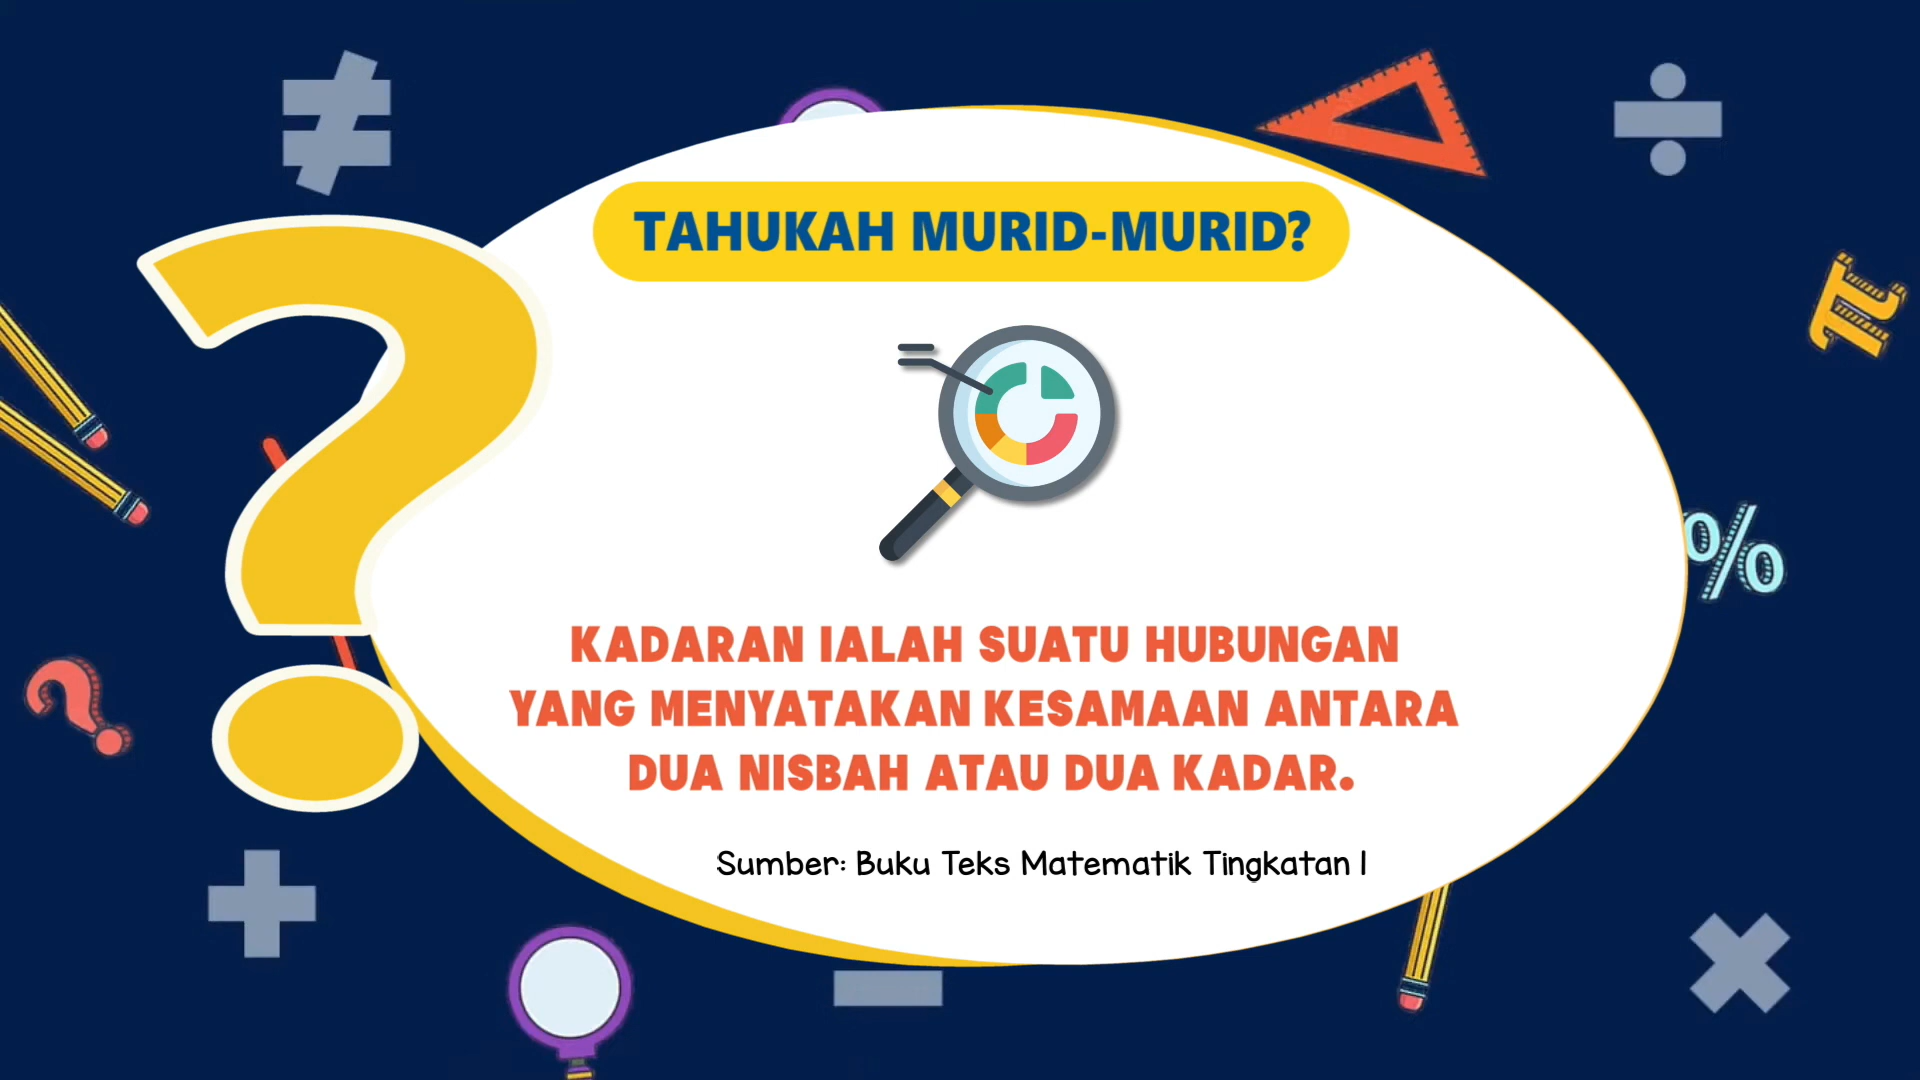 TAHUKAH MURID-MURID?
KADARAN IALAH SUATU HUBUNGAN
YANG MENYATAKAN KESAMAAN ANTARA
DUA NISBAH ATAU DUA KADAR.
Sumber: Buku Teks Matematik Tingkatan 1